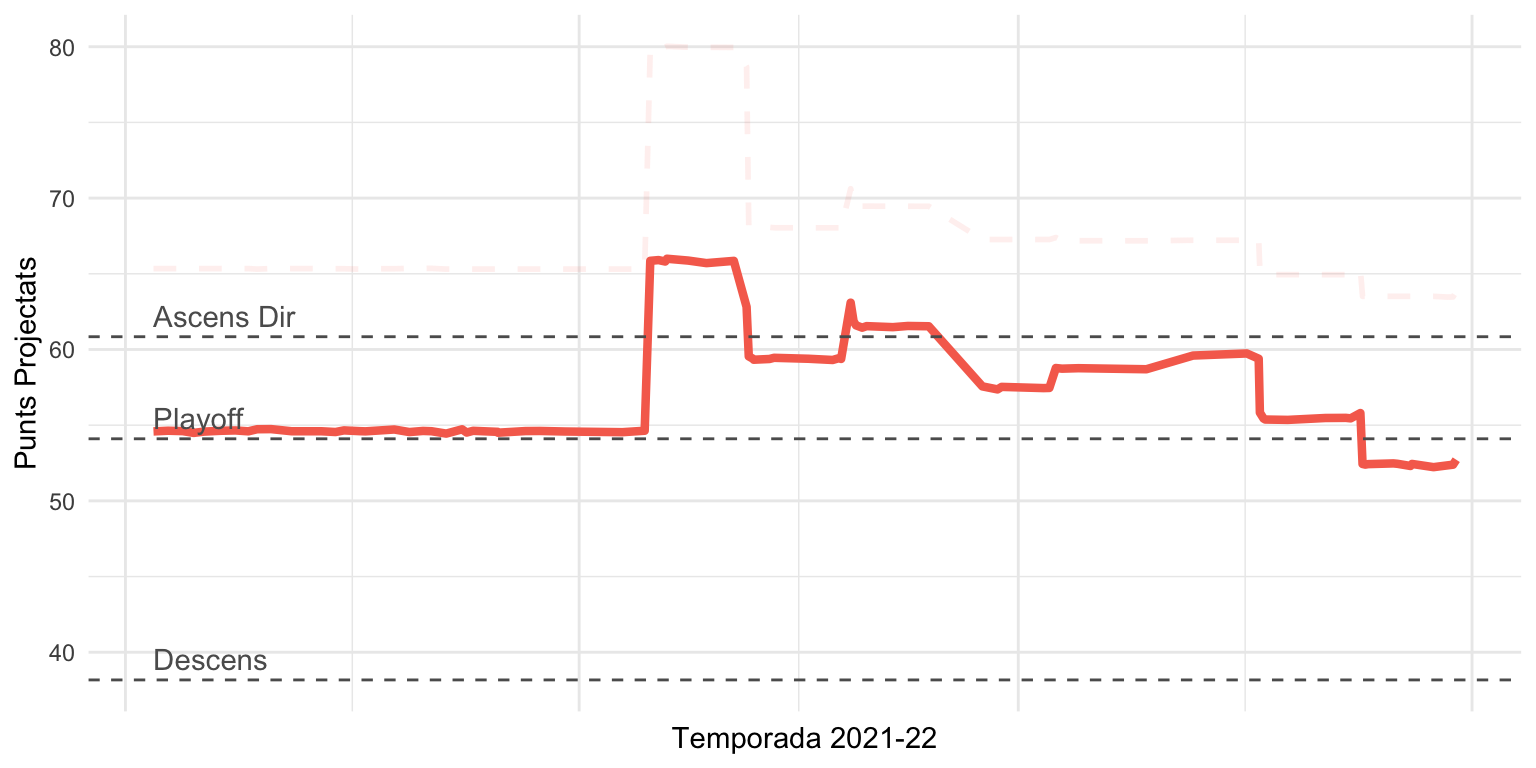 80
70
60
50
40
Punts Projectats
Ascens Dir
Playoff
Descens
Temporada 2021-22